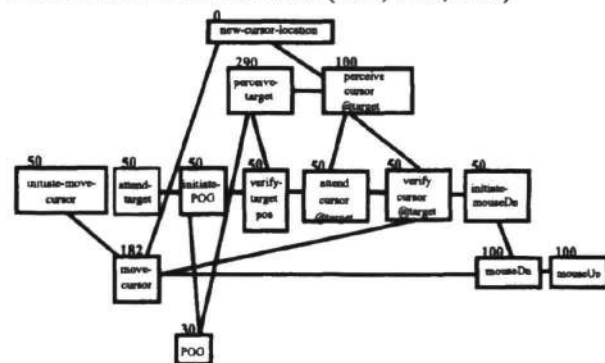 0
new-cursor-location
290
100
perceive-
target
perceive
cursor
@target
50
50
50
50
50
50
50
initiate-move-
cursor
attend-
target
initiate-
POG
verify-
target
pos
attend
cursor
@target
verify
cursor
@target
initiate-
mouseDn
182
move-
cursor
100
100
mouseDn
mouseUp
30
POG